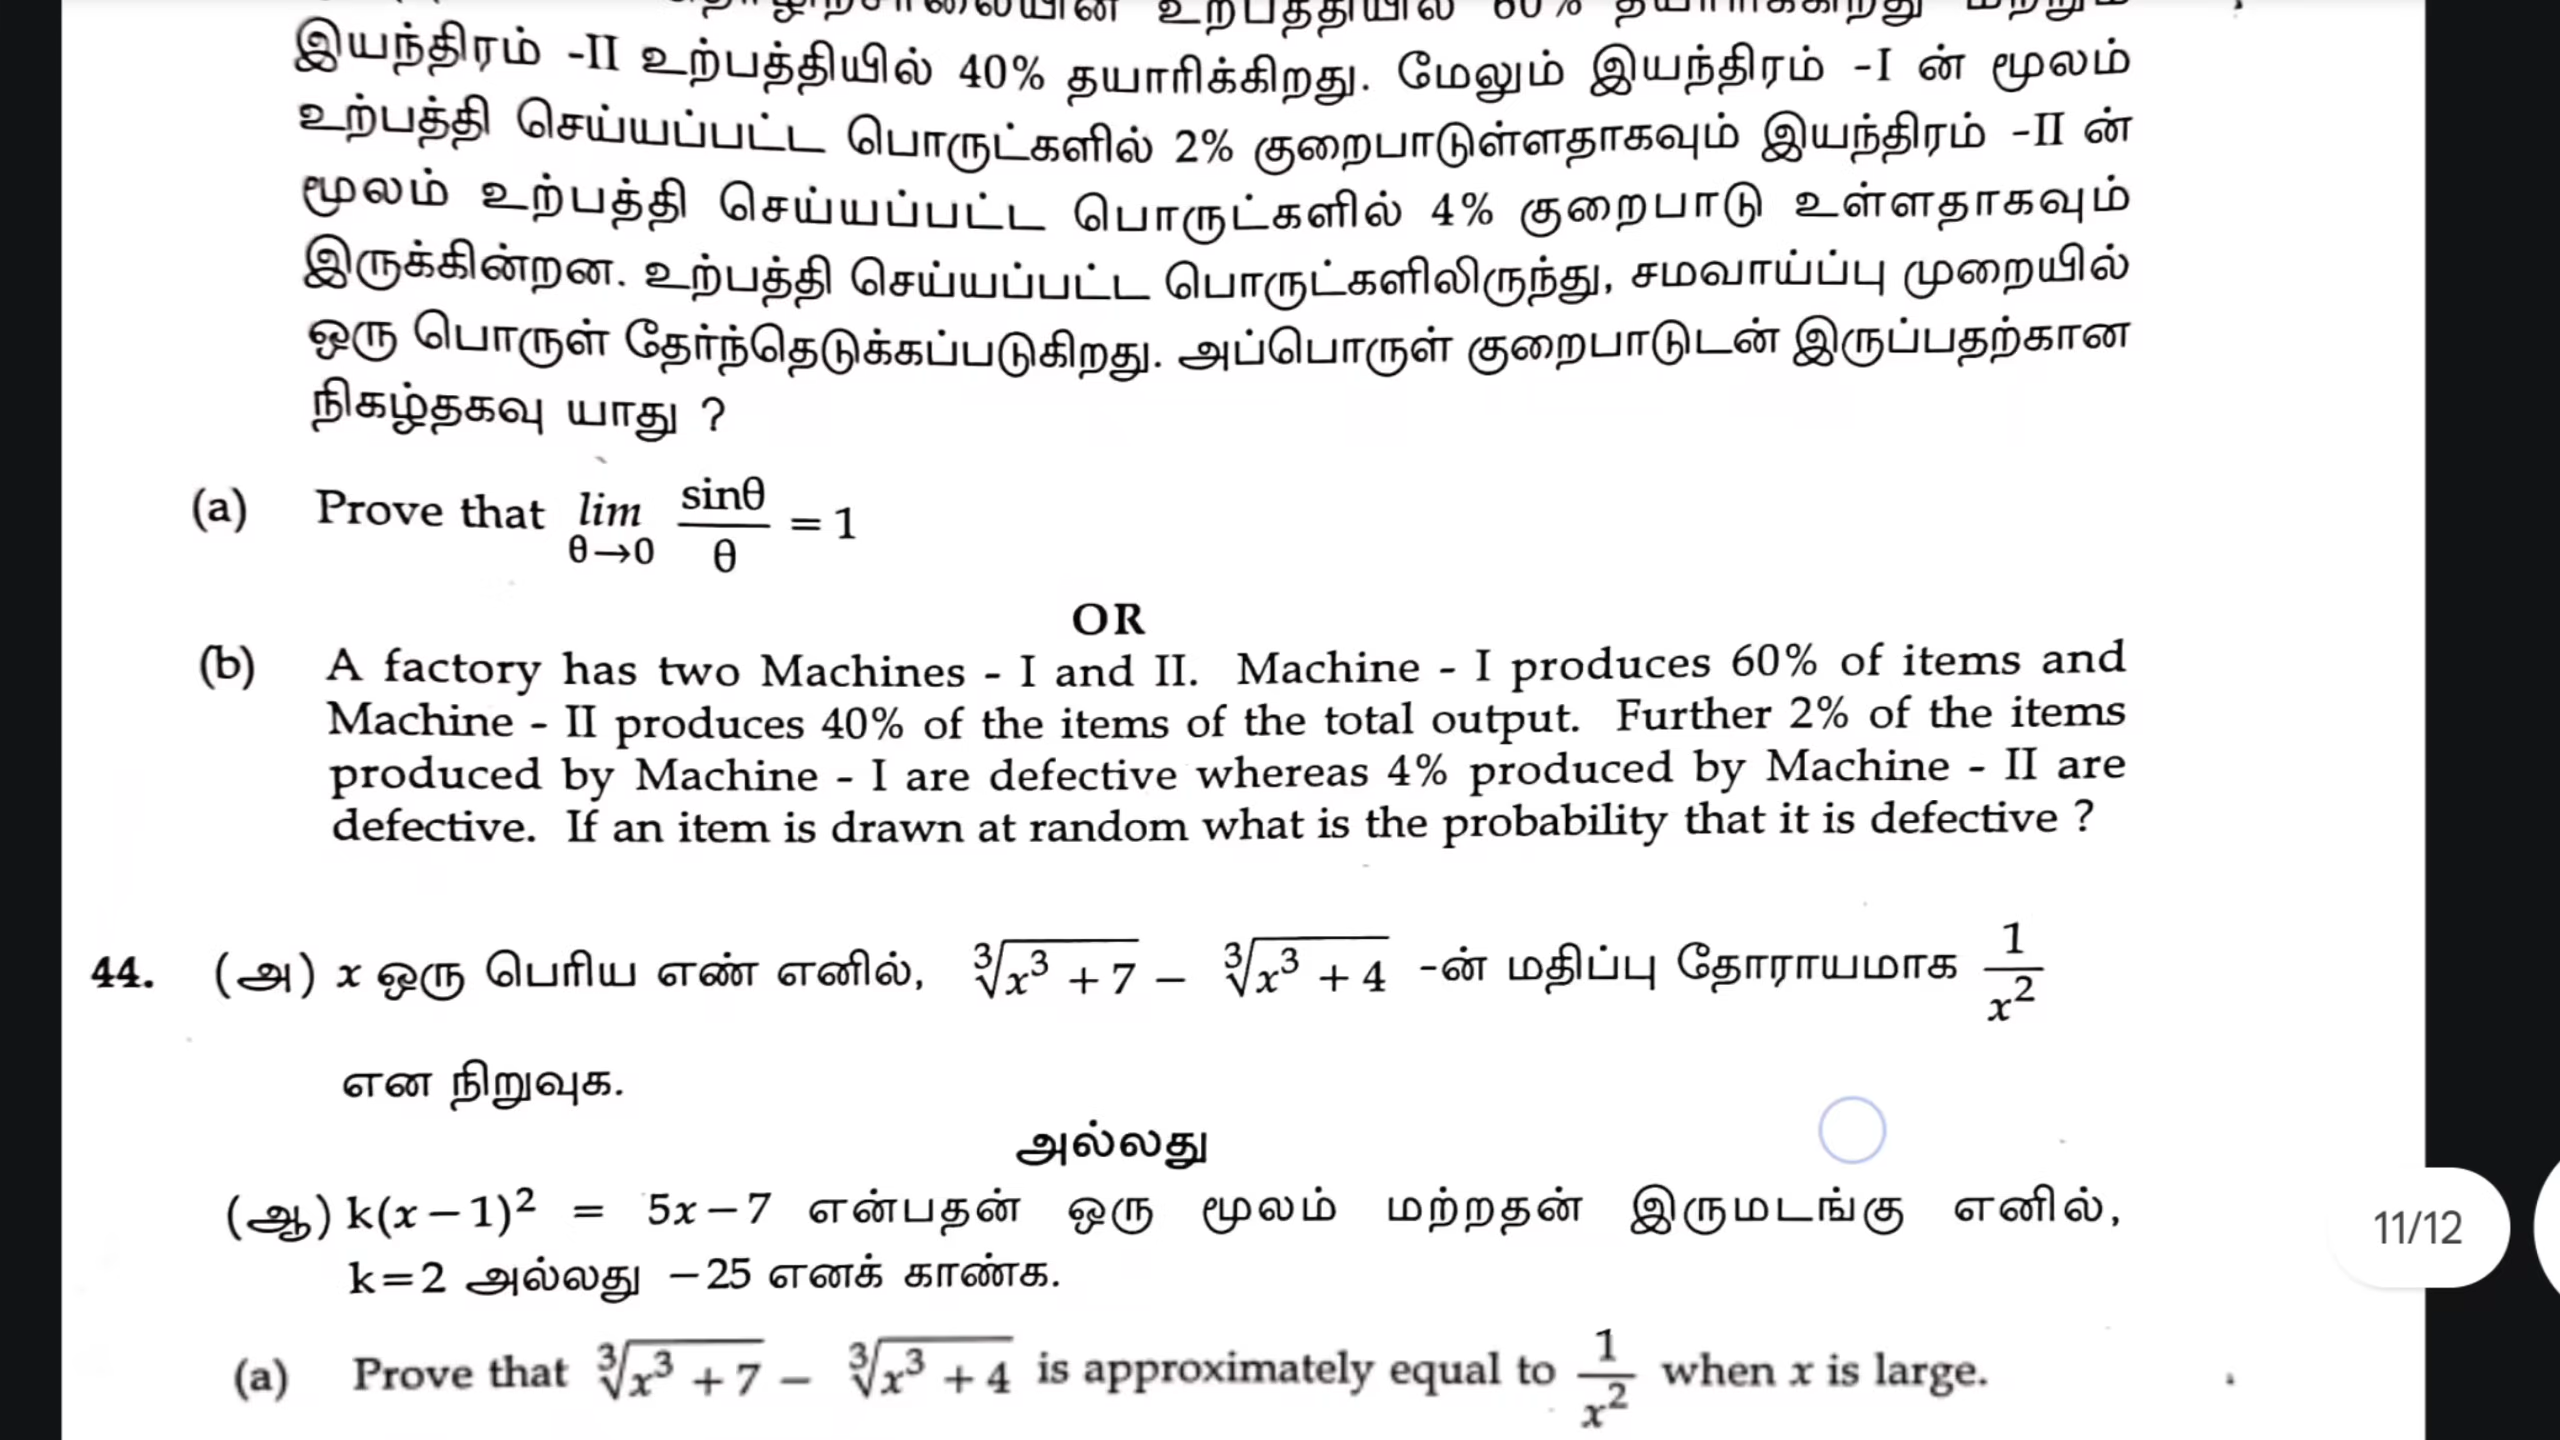 உற்பத்தியில் 60% தயாரிக்கிறது மற்றும்
இயந்திரம் -II உற்பத்தியில் 40% தயாரிக்கிறது. மேலும் இயந்திரம் -I ன் மூலம்
உற்பத்தி செய்யப்பட்ட பொருட்களில் 2% குறைபாடுள்ளதாகவும் இயந்திரம் -II ன்
மூலம் உற்பத்தி செய்யப்பட்ட பொருட்களில் 4% குறைபாடு உள்ளதாகவும்
இருக்கின்றன. உற்பத்தி செய்யப்பட்ட பொருட்களிலிருந்து, சமவாய்ப்பு முறையில்
ஒரு பொருள் தேர்ந்தெடுக்கப்படுகிறது. அப்பொருள் குறைபாடுடன் இருப்பதற்கான
நிகழ்தகவு யாது ?
(a) Prove that lim θ→0 sinθ/θ = 1
OR
(b) A factory has two Machines - I and II. Machine - I produces 60% of items and
Machine - II produces 40% of the items of the total output. Further 2% of the items
produced by Machine - I are defective whereas 4% produced by Machine - II are
defective. If an item is drawn at random what is the probability that it is defective ?
44. (அ) x ஒரு பெரிய எண் எனில், ∛(x³ + 7) − ∛(x³ + 4) -ன் மதிப்பு தோராயமாக 1/x²
என நிறுவுக.
அல்லது
(ஆ) k(x − 1)² = 5x − 7 என்பதன் ஒரு மூலம் மற்றதன் இருமடங்கு எனில்,
k = 2 அல்லது −25 எனக் காண்க.
11/12
(a) Prove that ∛(x³ + 7) − ∛(x³ + 4) is approximately equal to 1/x² when x is large.